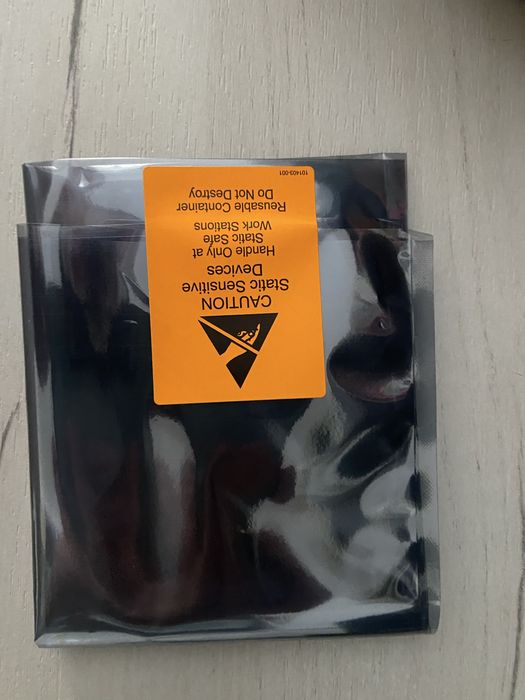 CAUTION
Static Sensitive
Devices
Handle Only at
Static Safe
Work Stations
Reusable Container
Do Not Destroy
101403-001